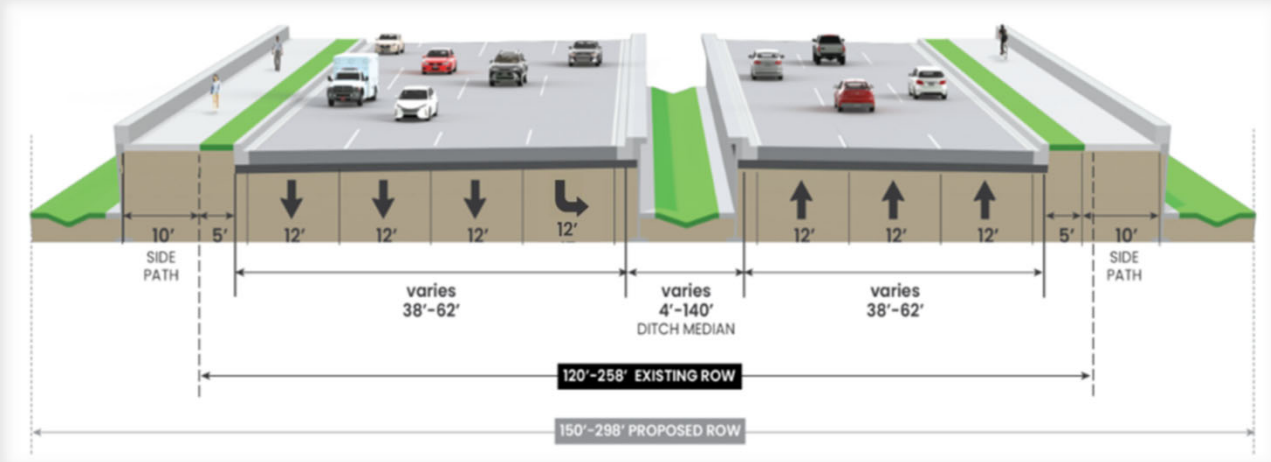 10'
5'
12'
12'
12'
12'
12'
12'
12'
5'
10'
SIDE
PATH
SIDE
PATH
varies
38'-62'
varies
4'-140'
DITCH MEDIAN
varies
38'-62'
120'-258' EXISTING ROW
150'-298' PROPOSED ROW